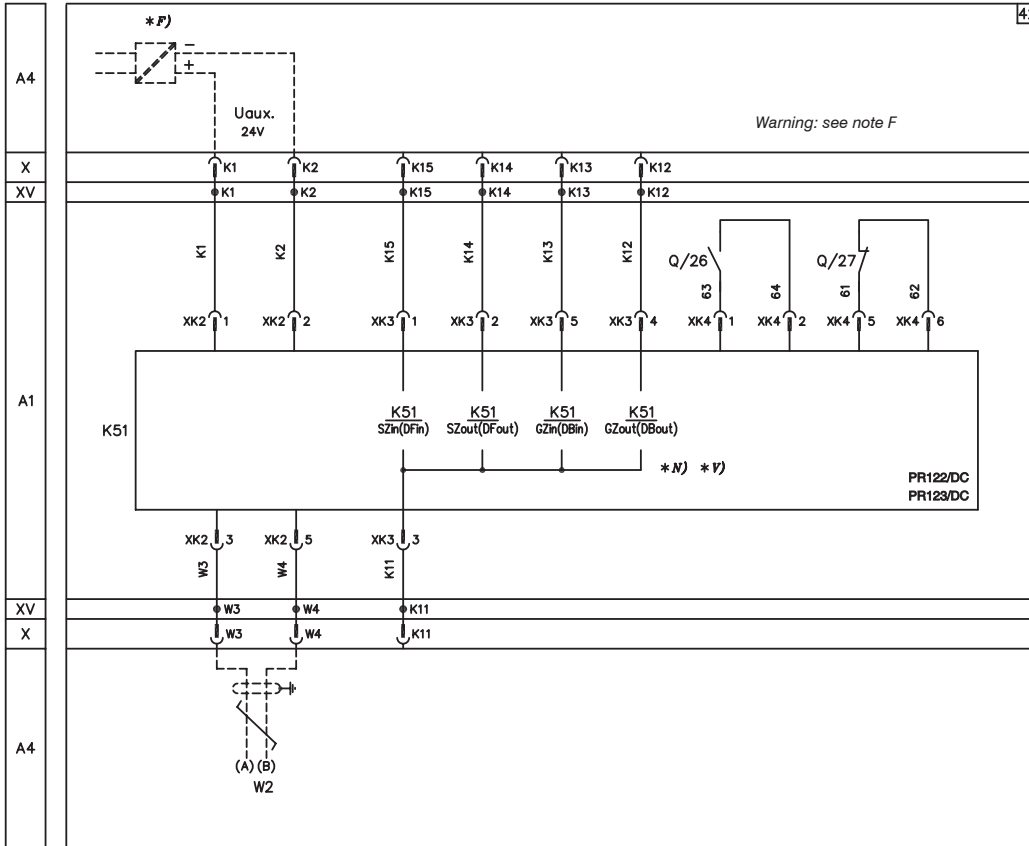 *F)
42
A4
−
+
Uaux.
24V
Warning: see note F
X
K1 K2 K15 K14 K13 K12
XV
K1 K2 K15 K14 K13 K12
K1 K2 K15 K14 K13 K12
Q/26 Q/27
63 64 61 62
XK2 1 XK2 2 XK3 1 XK3 2 XK3 5 XK3 4 XK4 1 XK4 2 XK4 5 XK4 6
A1
K51
K51 K51 K51 K51
SZin(DFin) SZout(DFout) GZin(DBin) GZout(DBout)
*N) *V)
PR122/DC
PR123/DC
XK2 3 XK2 5 XK3 3
W3 W4 K11
XV
W3 W4 K11
X
W3 W4 K11
A4
(A) (B)
W2